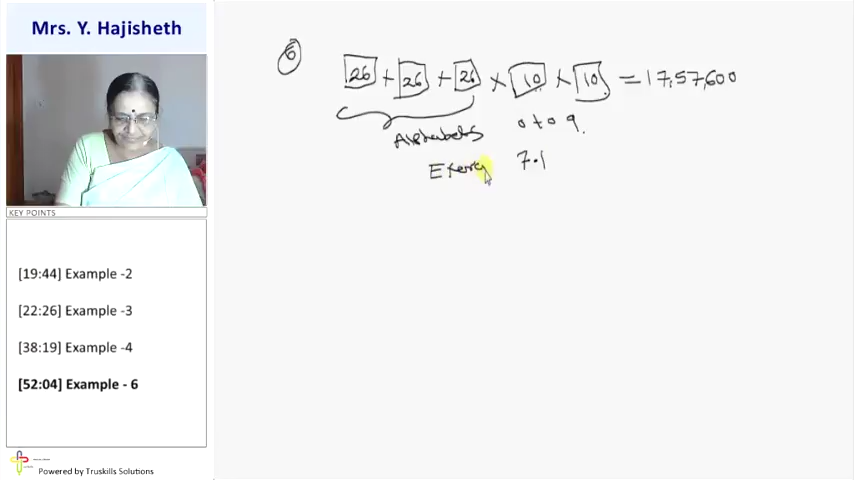 Mrs. Y. Hajisheth
KEY POINTS
[19:44] Example -2
[22:26] Example -3
[38:19] Example -4
[52:04] Example - 6
Powered by Truskills Solutions
6
26 + 26 + 26 × 10 × 10 = 17,57,600
Alphabets 0 to 9.
7.1